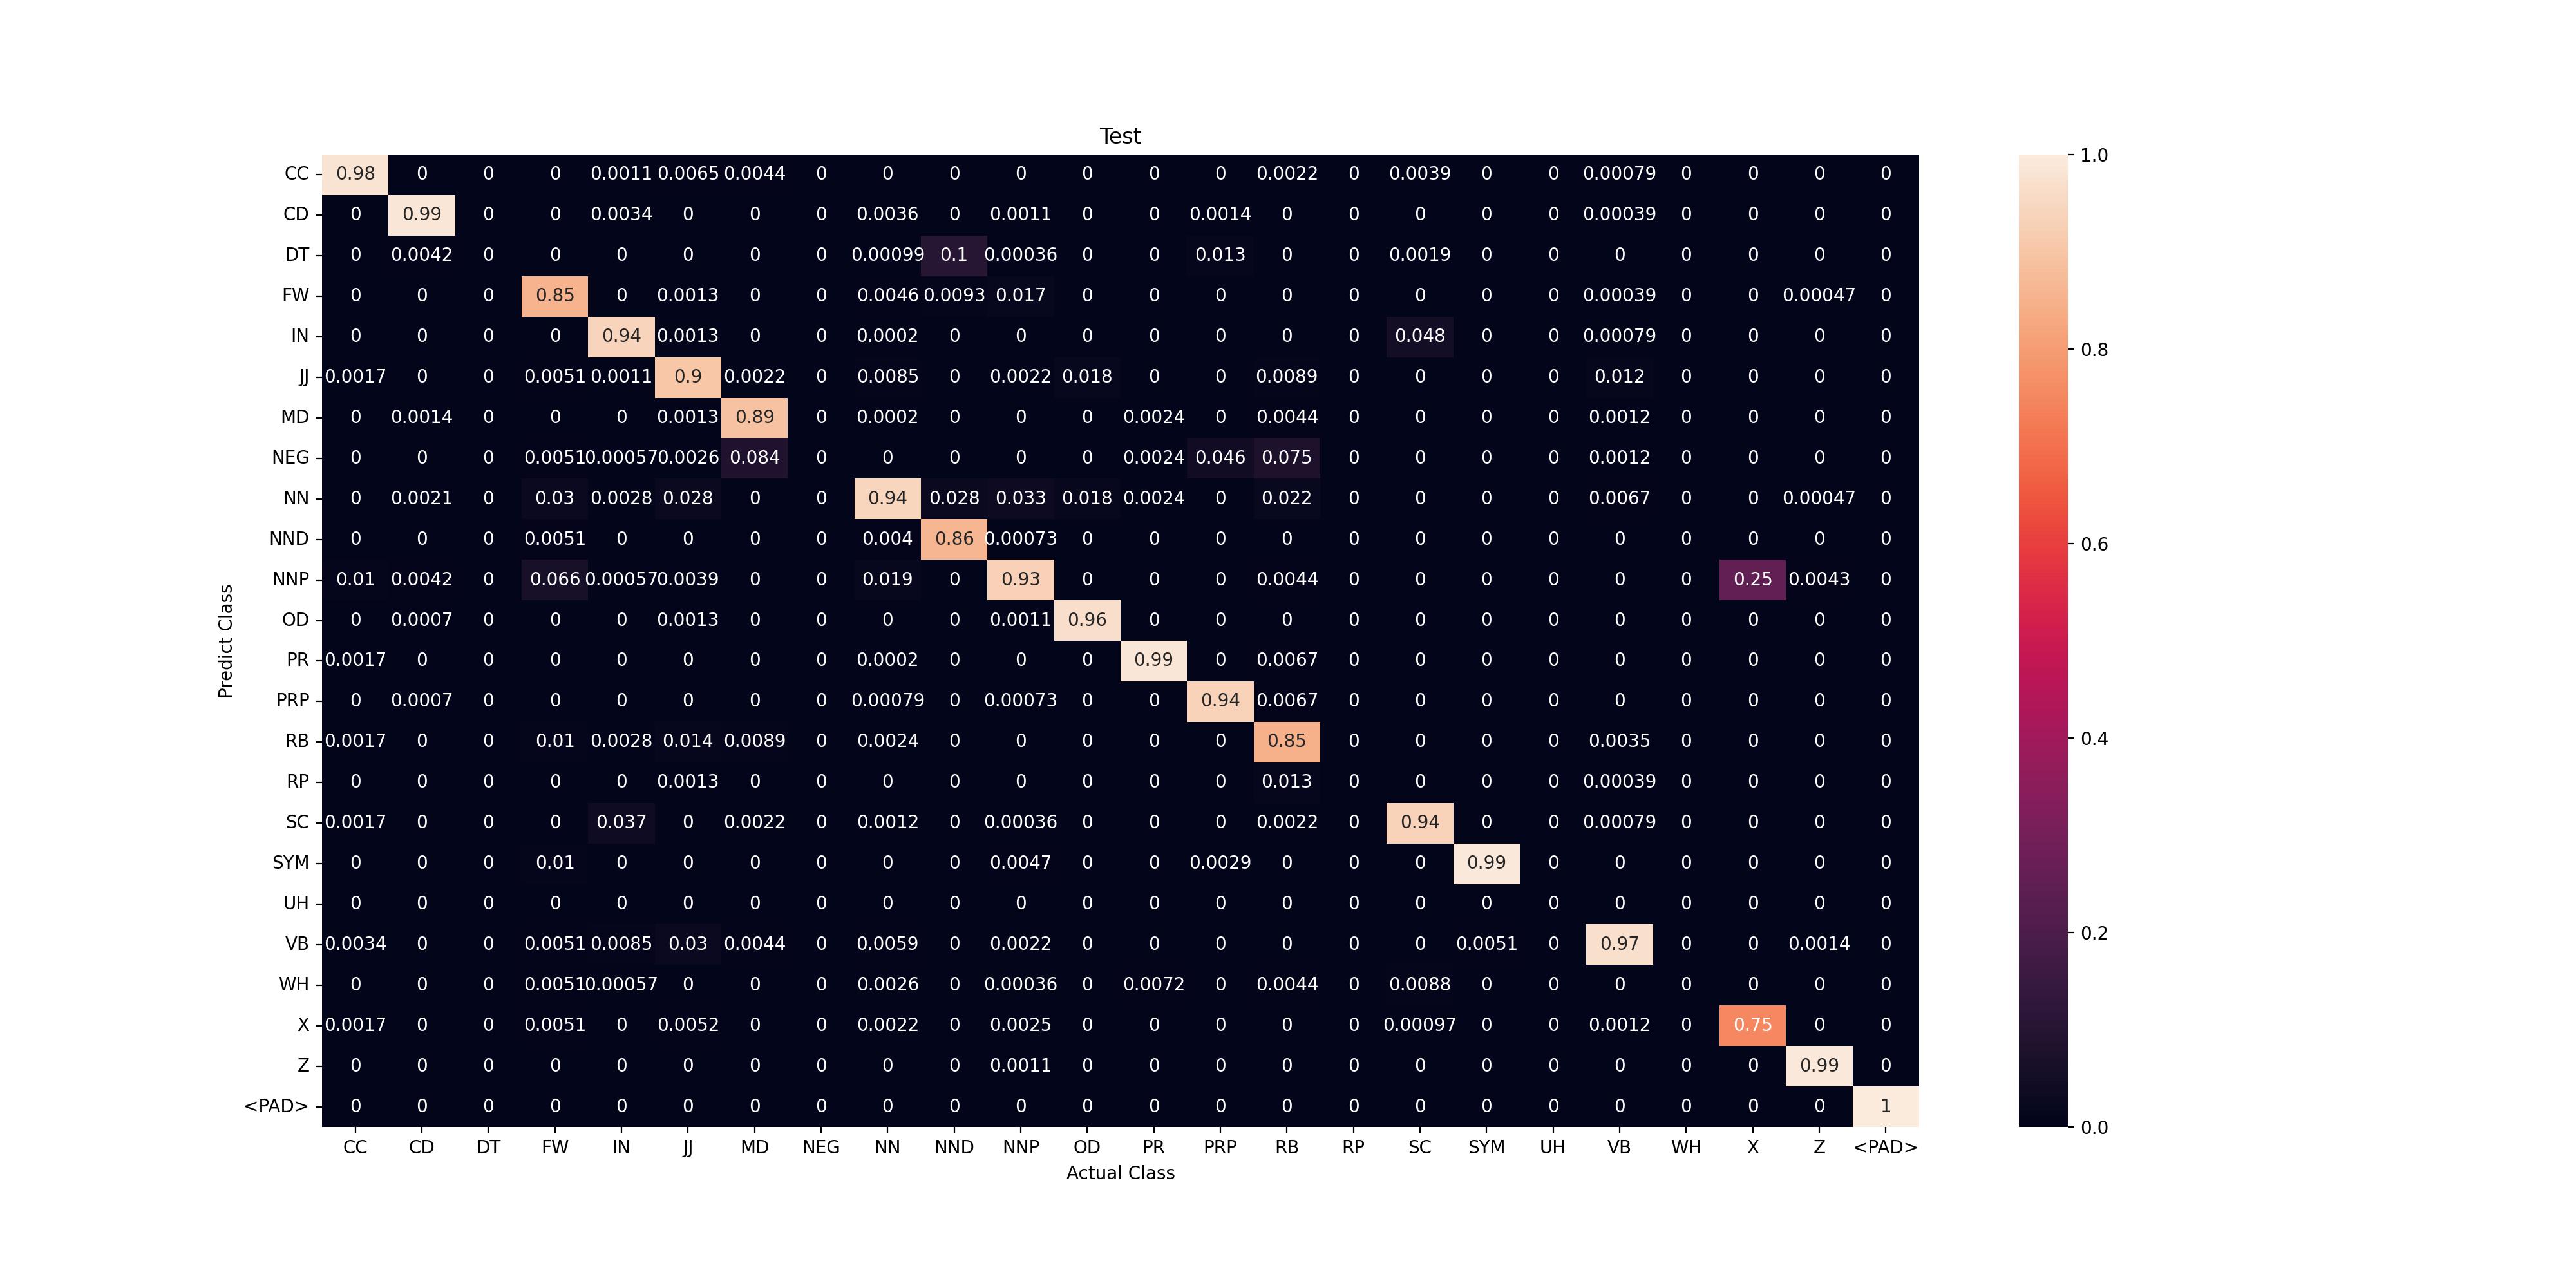 Test
CC 0.98 0 0 0 0.0011 0.0065 0.0044 0 0 0 0 0 0 0 0.0022 0 0.0039 0 0 0.00079 0 0 0 0 1.0
CD 0 0.99 0 0 0.0034 0 0 0 0.0036 0 0.0011 0 0 0.0014 0 0 0 0 0 0.00039 0 0 0 0
DT 0 0.0042 0 0 0 0 0 0 0.00099 0.1 0.00036 0 0 0.013 0 0 0.0019 0 0 0 0 0 0 0
FW 0 0 0 0.85 0 0.0013 0 0 0.0046 0.0093 0.017 0 0 0 0 0 0 0 0 0.00039 0 0 0.00047 0
IN 0 0 0 0 0.94 0.0013 0 0 0.0002 0 0 0 0 0 0 0 0.048 0 0 0.00079 0 0 0 0 0.8
JJ 0.0017 0 0 0.0051 0.0011 0.9 0.0022 0 0.0085 0 0.0022 0.018 0 0 0.0089 0 0 0 0 0.012 0 0 0 0
MD 0 0.0014 0 0 0 0.0013 0.89 0 0.0002 0 0 0 0.0024 0 0.0044 0 0 0 0 0.0012 0 0 0 0
NEG 0 0 0 0.0051 0.00057 0.0026 0.084 0 0 0 0 0 0.0024 0.046 0.075 0 0 0 0 0.0012 0 0 0 0
NN 0 0.0021 0 0.03 0.0028 0.028 0 0 0.94 0.028 0.033 0.018 0.0024 0 0.022 0 0 0 0 0.0067 0 0 0.00047 0
NND 0 0 0 0.0051 0 0 0 0 0.004 0.86 0.00073 0 0 0 0 0 0 0 0 0 0 0 0 0 0.6
NNP 0.01 0.0042 0 0.066 0.00057 0.0039 0 0 0.019 0 0.93 0 0 0 0.0044 0 0 0 0 0 0 0.25 0.0043 0
OD 0 0.0007 0 0 0 0.0013 0 0 0 0 0.0011 0.96 0 0 0 0 0 0 0 0 0 0 0 0
Predict Class
PR 0.0017 0 0 0 0 0 0 0 0.0002 0 0 0 0.99 0 0.0067 0 0 0 0 0 0 0 0 0
PRP 0 0.0007 0 0 0 0 0 0 0.00079 0 0.00073 0 0 0.94 0.0067 0 0 0 0 0 0 0 0 0
RB 0.0017 0 0 0.01 0.0028 0.014 0.0089 0 0.0024 0 0 0 0 0 0.85 0 0 0 0 0.0035 0 0 0 0 0.4
RP 0 0 0 0 0 0.0013 0 0 0 0 0 0 0 0 0.013 0 0 0 0 0.00039 0 0 0 0
SC 0.0017 0 0 0 0.037 0 0.0022 0 0.0012 0 0.00036 0 0 0 0.0022 0 0.94 0 0 0.00079 0 0 0 0
SYM 0 0 0 0.01 0 0 0 0 0 0 0.0047 0 0 0.0029 0 0 0 0.99 0 0 0 0 0 0
UH 0 0 0 0 0 0 0 0 0 0 0 0 0 0 0 0 0 0 0 0 0 0 0 0
VB 0.0034 0 0 0.0051 0.0085 0.03 0.0044 0 0.0059 0 0.0022 0 0 0 0 0 0 0.0051 0 0.97 0 0 0.0014 0 0.2
WH 0 0 0 0.0051 0.00057 0 0 0 0.0026 0 0.00036 0 0.0072 0 0.0044 0 0.0088 0 0 0 0 0 0 0
X 0.0017 0 0 0.0051 0 0.0052 0 0 0.0022 0 0.0025 0 0 0 0 0 0.00097 0 0 0.0012 0 0.75 0 0
Z 0 0 0 0 0 0 0 0 0 0 0.0011 0 0 0 0 0 0 0 0 0 0 0 0.99 0
<PAD> 0 0 0 0 0 0 0 0 0 0 0 0 0 0 0 0 0 0 0 0 0 0 0 1 0.0
CC CD DT FW IN JJ MD NEG NN NND NNP OD PR PRP RB RP SC SYM UH VB WH X Z <PAD>
Actual Class